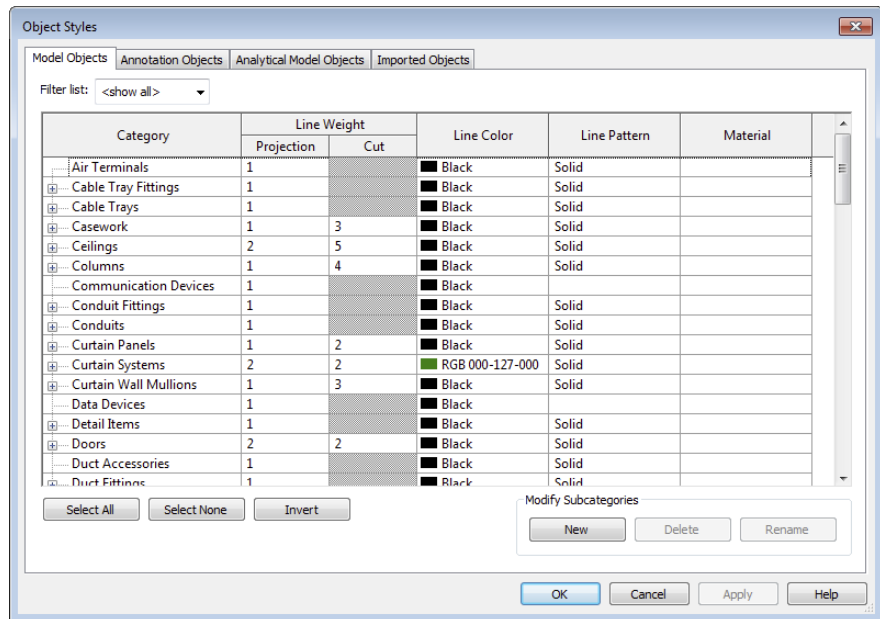 Object Styles
Model Objects Annotation Objects Analytical Model Objects Imported Objects
Filter list: <show all>
Category Line Weight Line Color Line Pattern Material
Projection Cut
Air Terminals 1 Black Solid
Cable Tray Fittings 1 Black Solid
Cable Trays 1 Black Solid
Casework 1 3 Black Solid
Ceilings 2 5 Black Solid
Columns 1 4 Black Solid
Communication Devices 1 Black
Conduit Fittings 1 Black Solid
Conduits 1 Black Solid
Curtain Panels 1 2 Black Solid
Curtain Systems 2 2 RGB 000-127-000 Solid
Curtain Wall Mullions 1 3 Black Solid
Data Devices 1 Black
Detail Items 1 Black Solid
Doors 2 2 Black Solid
Duct Accessories 1 Black Solid
Duct Fittings 1 Black Solid
Select All Select None Invert
Modify Subcategories
New Delete Rename
OK Cancel Apply Help